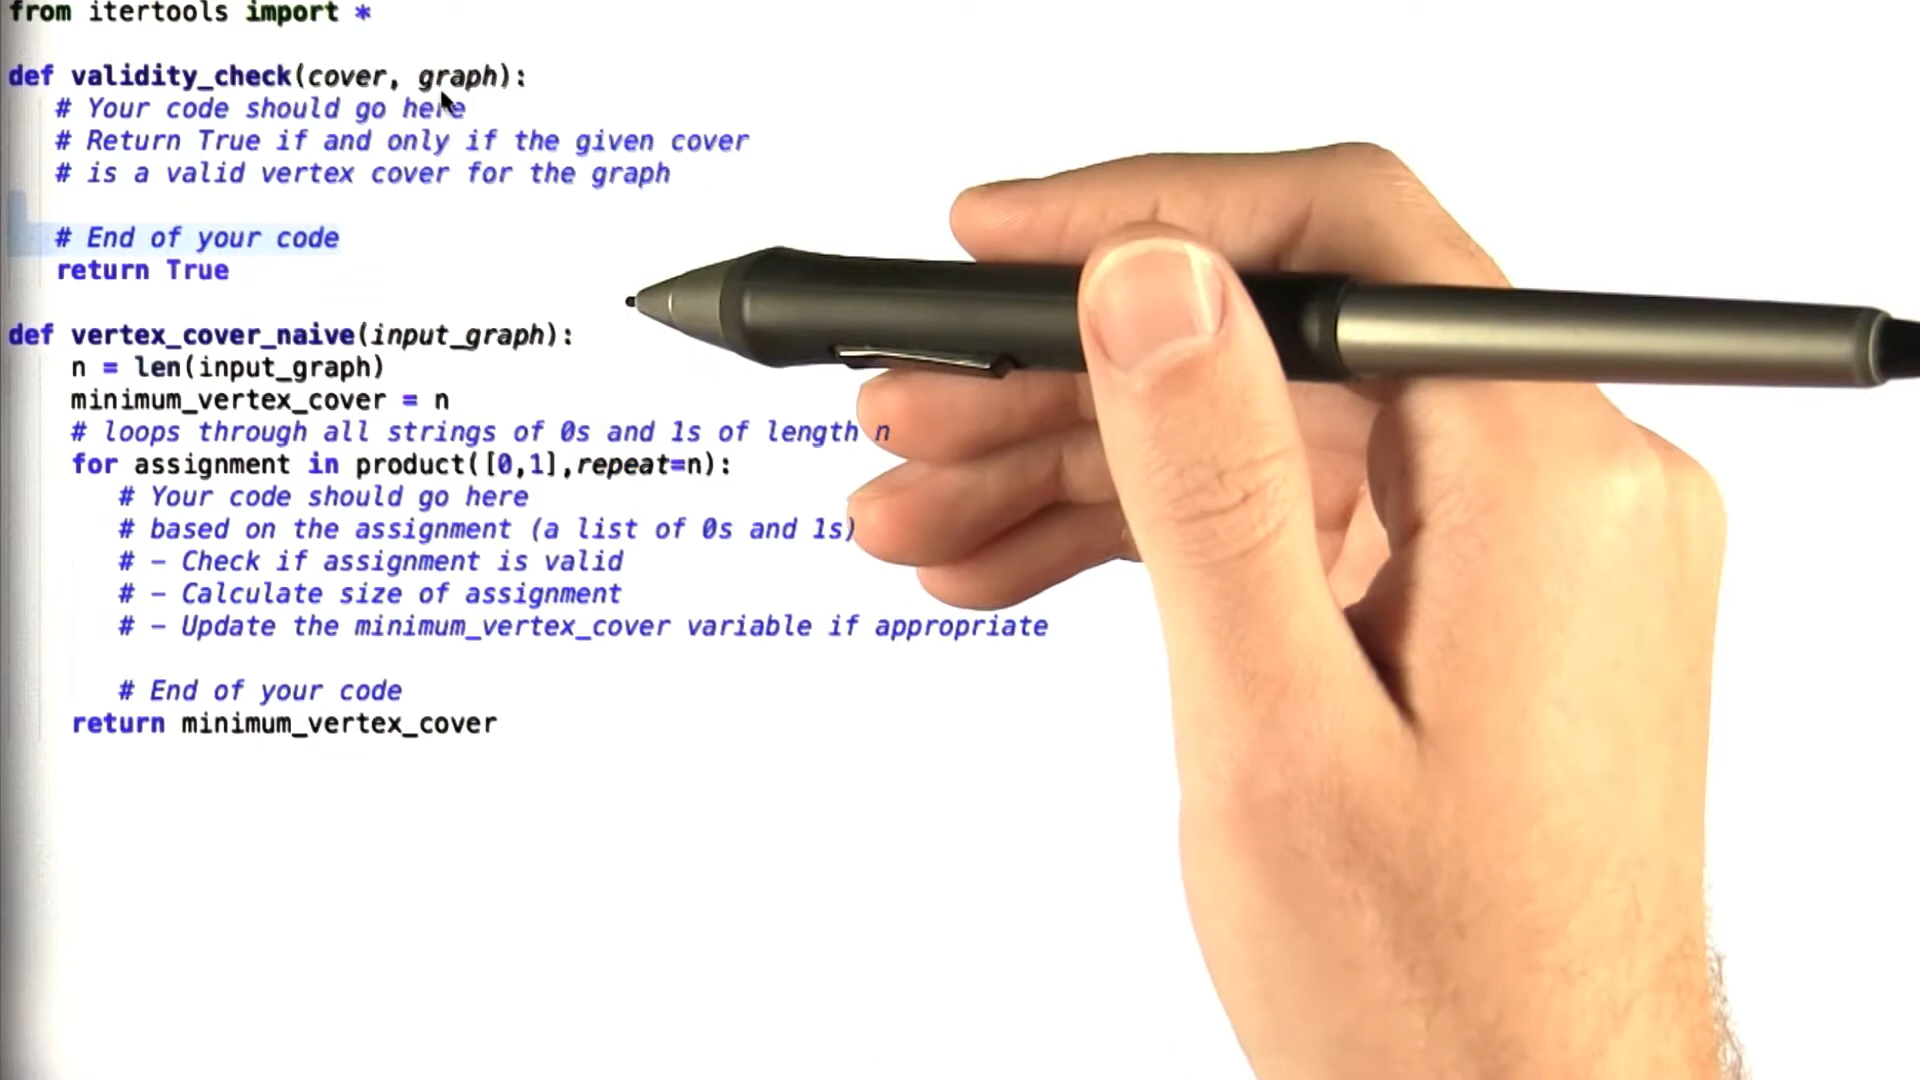 from itertools import *
def validity_check(cover, graph):
# Your code should go here
# Return True if and only if the given cover
# is a valid vertex cover for the graph
# End of your code
return True
def vertex_cover_naive(input_graph):
n = len(input_graph)
minimum_vertex_cover = n
# loops through all strings of 0s and 1s of length n
for assignment in product([0,1],repeat=n):
# Your code should go here
# based on the assignment (a list of 0s and 1s)
# – Check if assignment is valid
# – Calculate size of assignment
# – Update the minimum_vertex_cover variable if appropriate
# End of your code
return minimum_vertex_cover